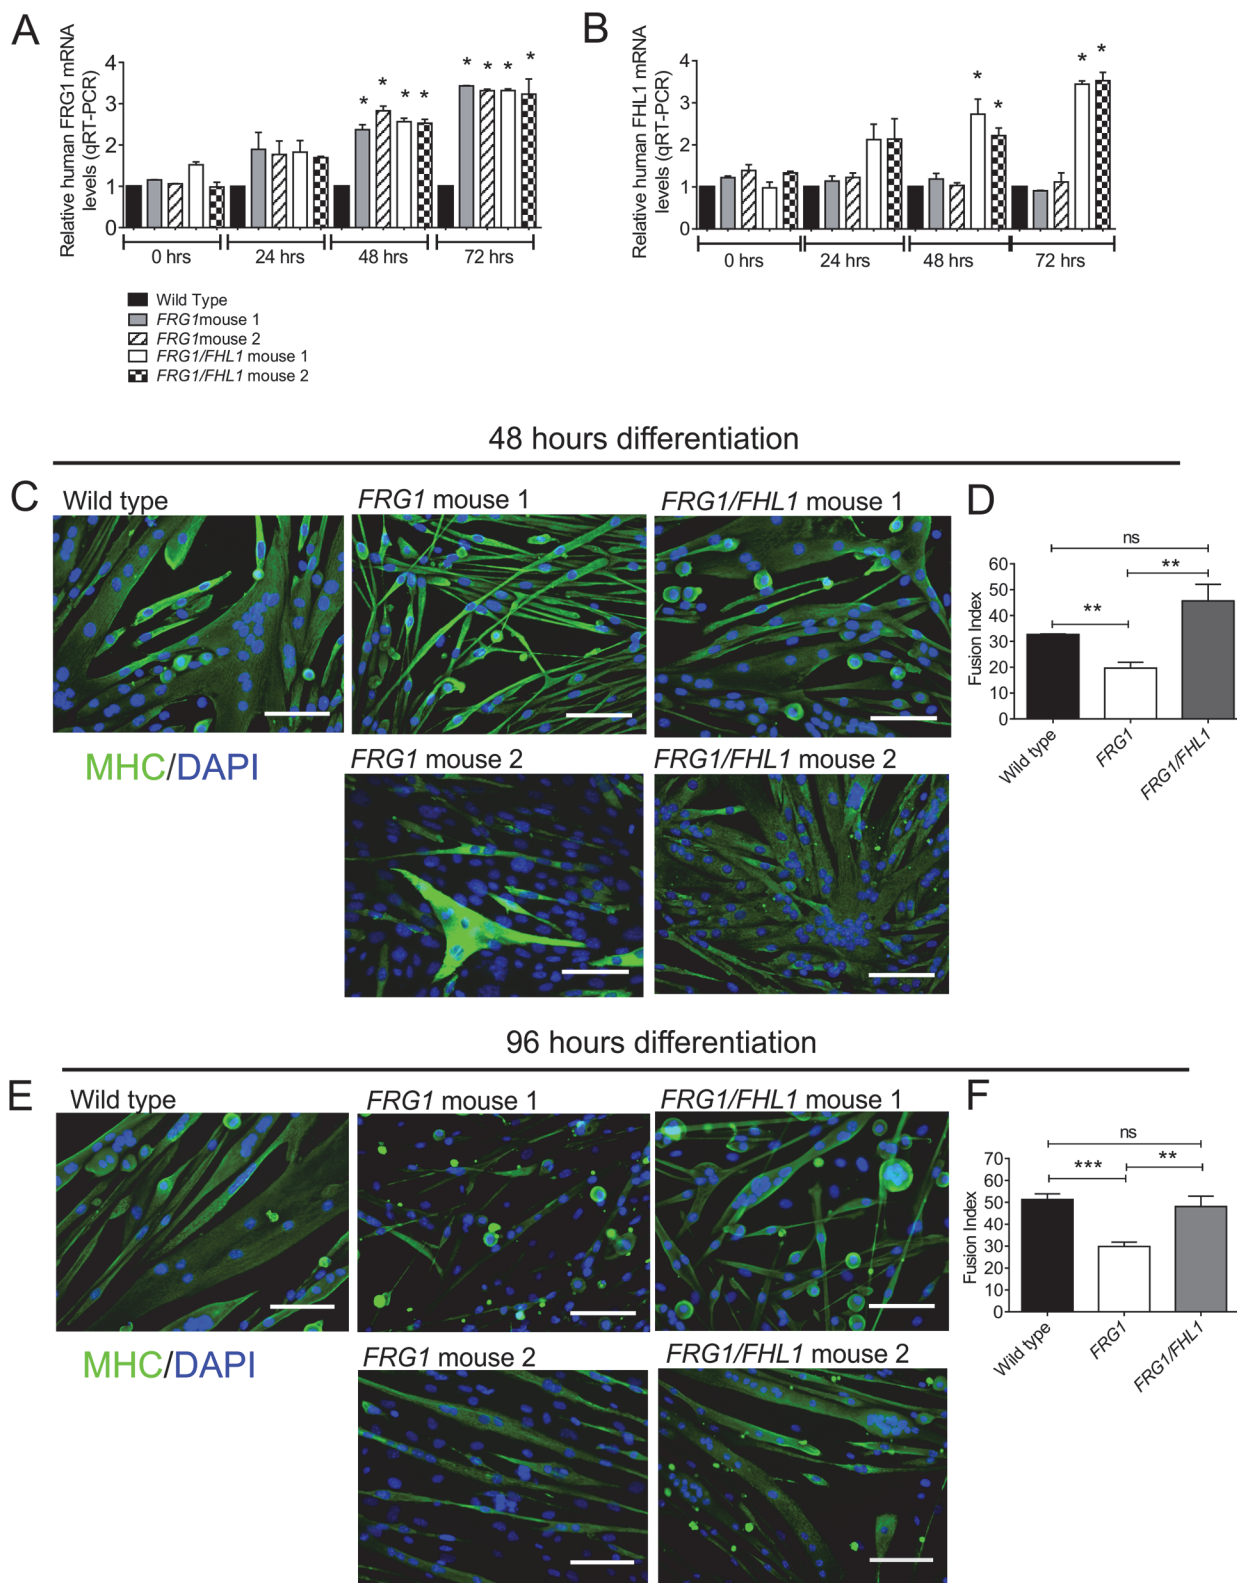 A
Relative human FRG1 mRNA
levels (qRT-PCR)
4
3
2
1
0
* * * * * * * *
0 hrs 24 hrs 48 hrs 72 hrs
B
Relative human FHL1 mRNA
levels (qRT-PCR)
4
3
2
1
0
* * * *
0 hrs 24 hrs 48 hrs 72 hrs
Wild Type
FRG1mouse 1
FRG1mouse 2
FRG1/FHL1 mouse 1
FRG1/FHL1 mouse 2
48 hours differentiation
C
Wild type
FRG1 mouse 1
FRG1/FHL1 mouse 1
MHC/DAPI
FRG1 mouse 2
FRG1/FHL1 mouse 2
D
Fusion Index
60
50
40
30
20
10
0
ns
**
**
Wild type
FRG1
FRG1/FHL1
96 hours differentiation
E
Wild type
FRG1 mouse 1
FRG1/FHL1 mouse 1
MHC/DAPI
FRG1 mouse 2
FRG1/FHL1 mouse 2
F
Fusion Index
70
60
50
40
30
20
10
0
ns
***
**
Wild type
FRG1
FRG1/FHL1